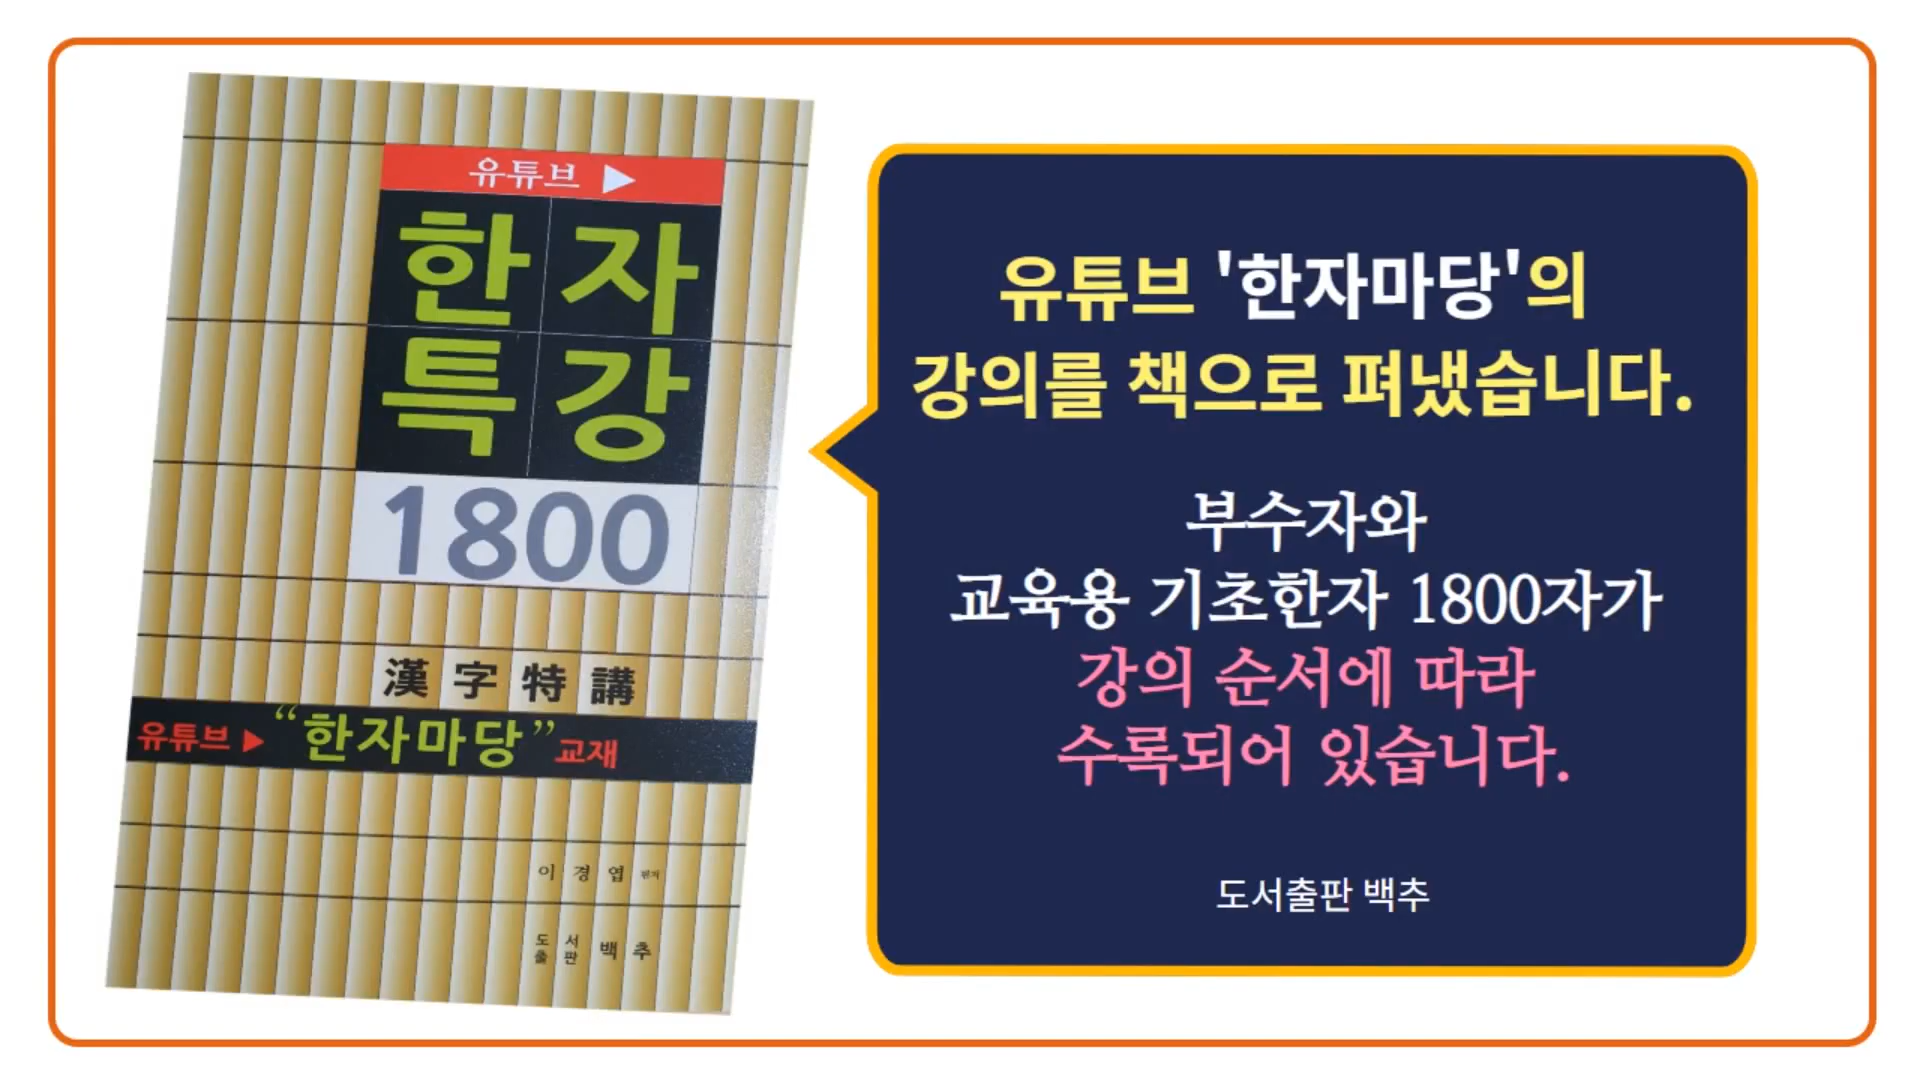 유튜브 ▶
한자
특강
1800
漢字特講
유튜브 ▶ “한자마당” 교재
이경엽 편저
도서출판 백추
유튜브 '한자마당'의
강의를 책으로 펴냈습니다.
부수자와
교육용 기초한자 1800자가
강의 순서에 따라
수록되어 있습니다.
도서출판 백추